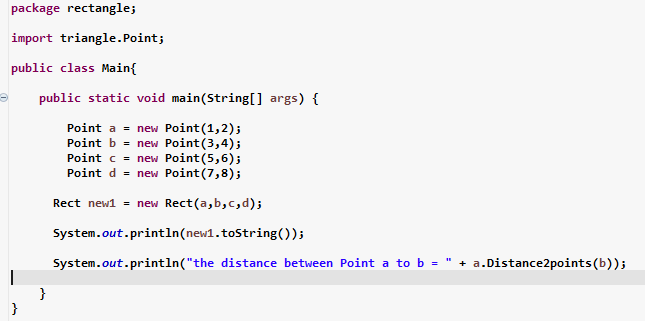 package rectangle;
import triangle.Point;
public class Main{
public static void main(String[] args) {
Point a = new Point(1,2);
Point b = new Point(3,4);
Point c = new Point(5,6);
Point d = new Point(7,8);
Rect new1 = new Rect(a,b,c,d);
System.out.println(new1.toString());
System.out.println("the distance between Point a to b = " + a.Distance2points(b));
}
}